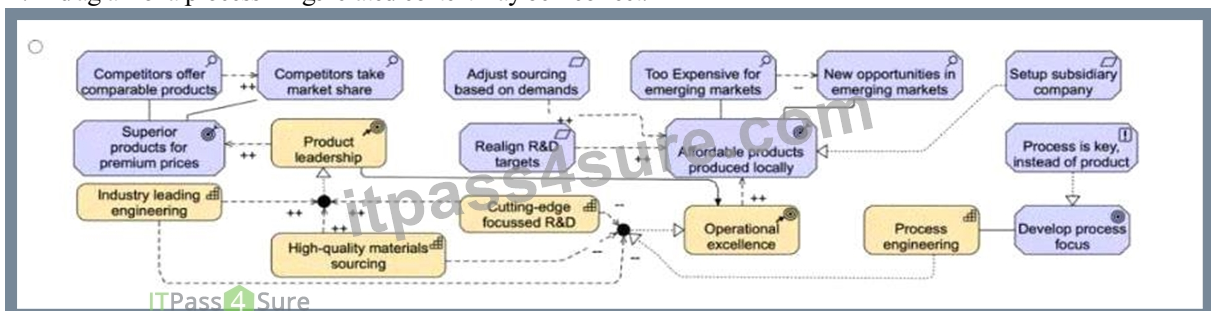 Competitors offer
comparable products
++
Competitors take
market share
Adjust sourcing
based on demands
Too Expensive for
emerging markets
--
New opportunities in
emerging markets
Setup subsidiary
company
Superior
products for
premium prices
++
Product
leadership
Realign R&D
targets
++
++
Affordable products
produced locally
Process is key,
instead of product
Industry leading
engineering
++
++
Cutting-edge
focussed R&D
--
++
Operational
excellence
Process
engineering
Develop process
focus
High-quality materials
sourcing
--
--
itpass4sure.com
ITPass4Sure